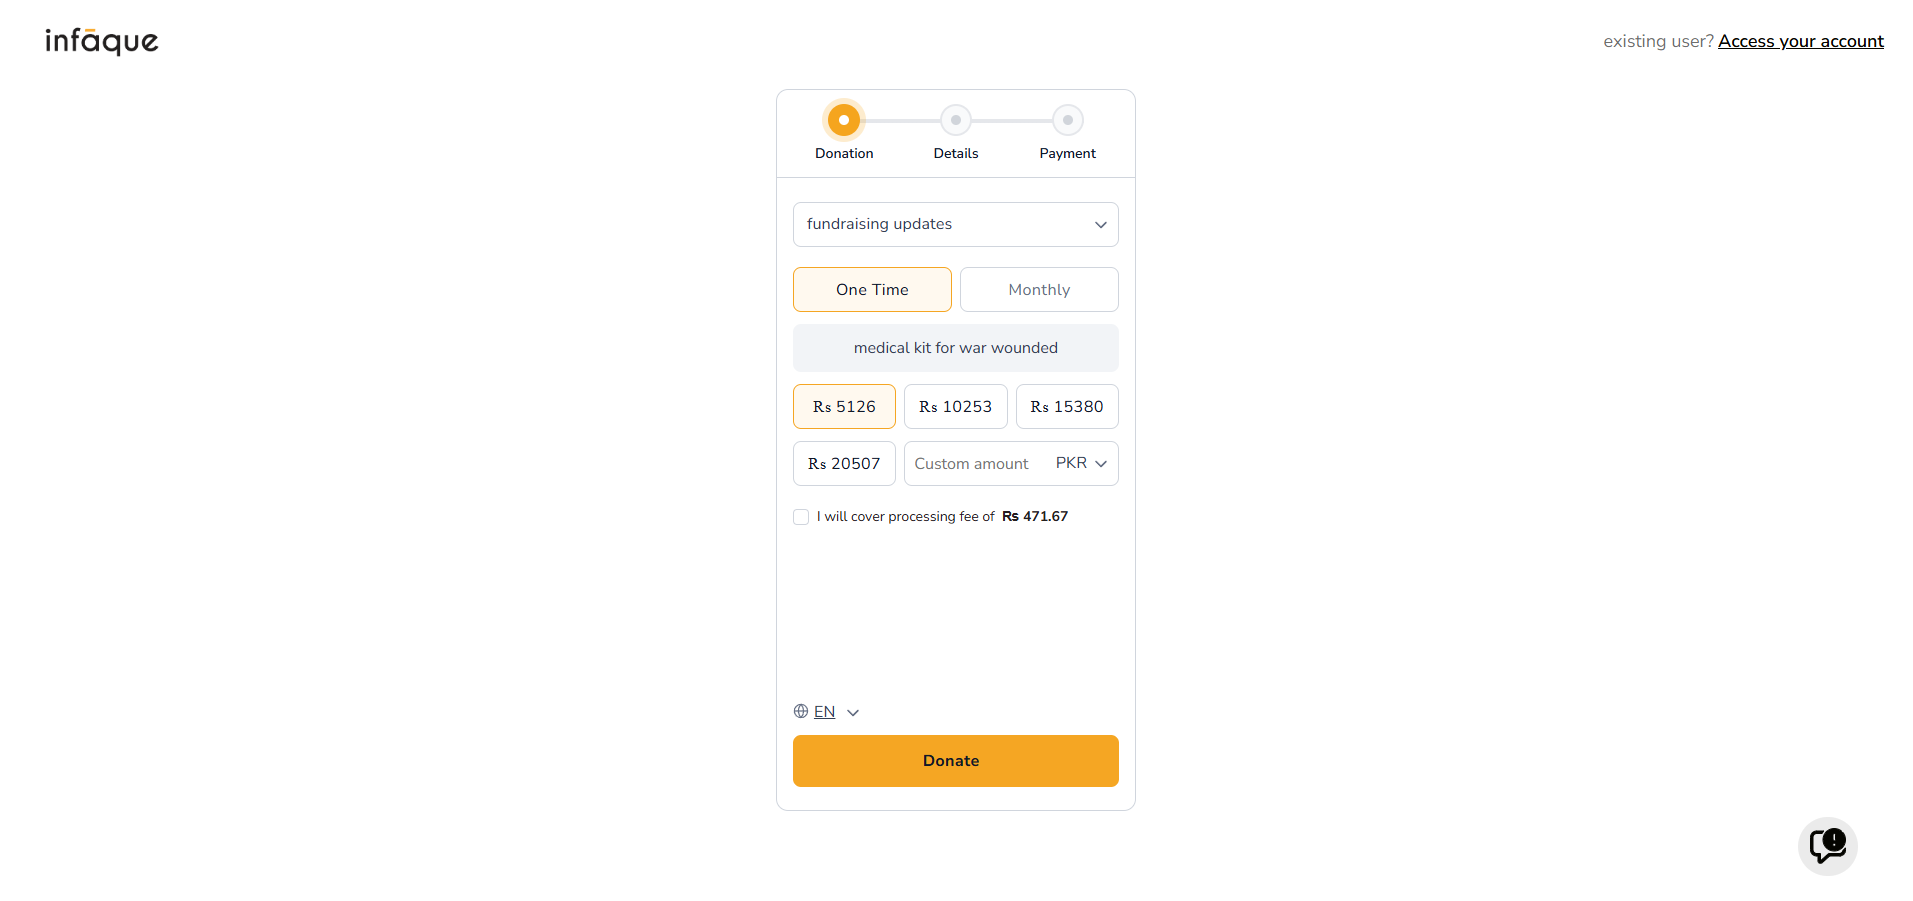 infāque
existing user? Access your account
Donation
Details
Payment
fundraising updates
One Time
Monthly
medical kit for war wounded
Rs 5126
Rs 10253
Rs 15380
Rs 20507
Custom amount
PKR
I will cover processing fee of Rs 471.67
EN
Donate